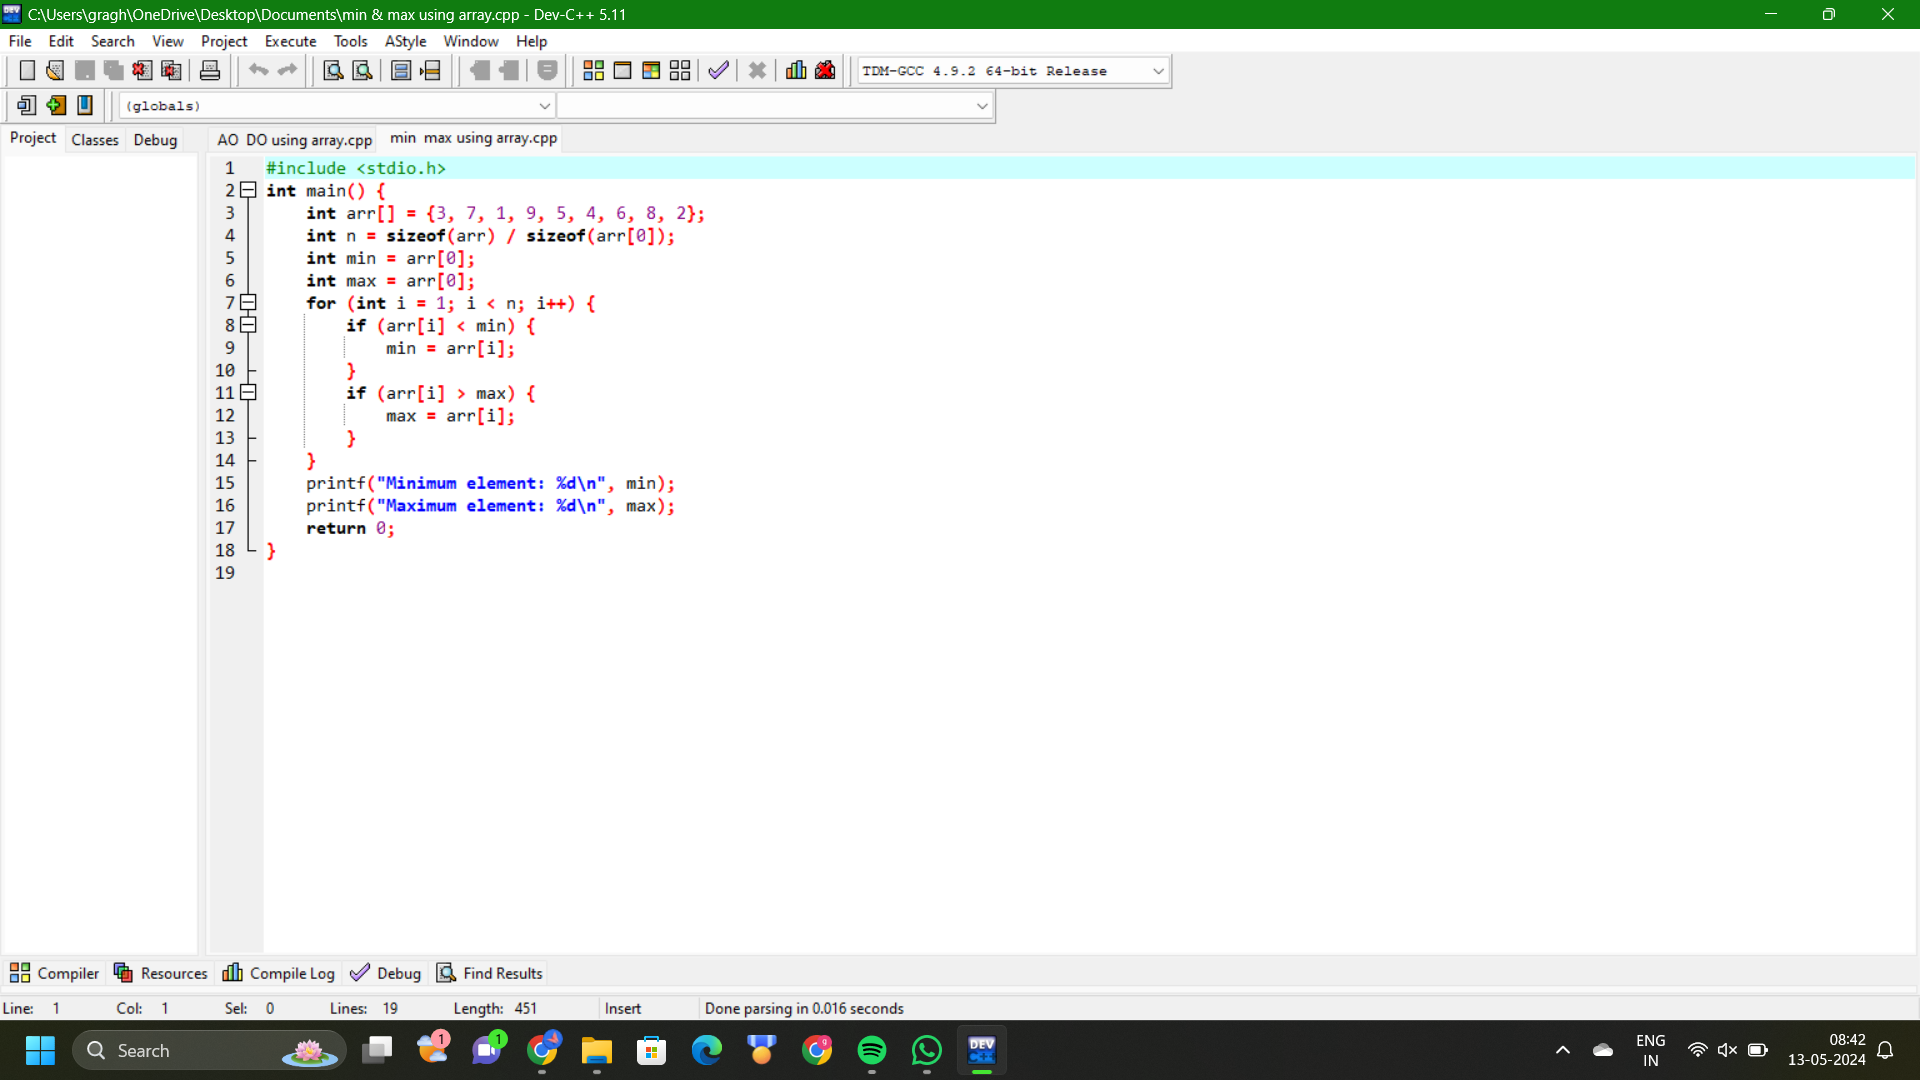 C:\Users\gragh\OneDrive\Desktop\Documents\min & max using array.cpp - Dev-C++ 5.11
File Edit Search View Project Execute Tools AStyle Window Help
TDM-GCC 4.9.2 64-bit Release
(globals)
Project Classes Debug AO DO using array.cpp min max using array.cpp
1 #include <stdio.h>
2 int main() {
3 int arr[] = {3, 7, 1, 9, 5, 4, 6, 8, 2};
4 int n = sizeof(arr) / sizeof(arr[0]);
5 int min = arr[0];
6 int max = arr[0];
7 for (int i = 1; i < n; i++) {
8 if (arr[i] < min) {
9 min = arr[i];
10 }
11 if (arr[i] > max) {
12 max = arr[i];
13 }
14 }
15 printf("Minimum element: %d\n", min);
16 printf("Maximum element: %d\n", max);
17 return 0;
18 }
19
Compiler Resources Compile Log Debug Find Results
Line: 1 Col: 1 Sel: 0 Lines: 19 Length: 451 Insert Done parsing in 0.016 seconds
Search 1 1 9 DEV C++ ENG IN 08:42
13-05-2024